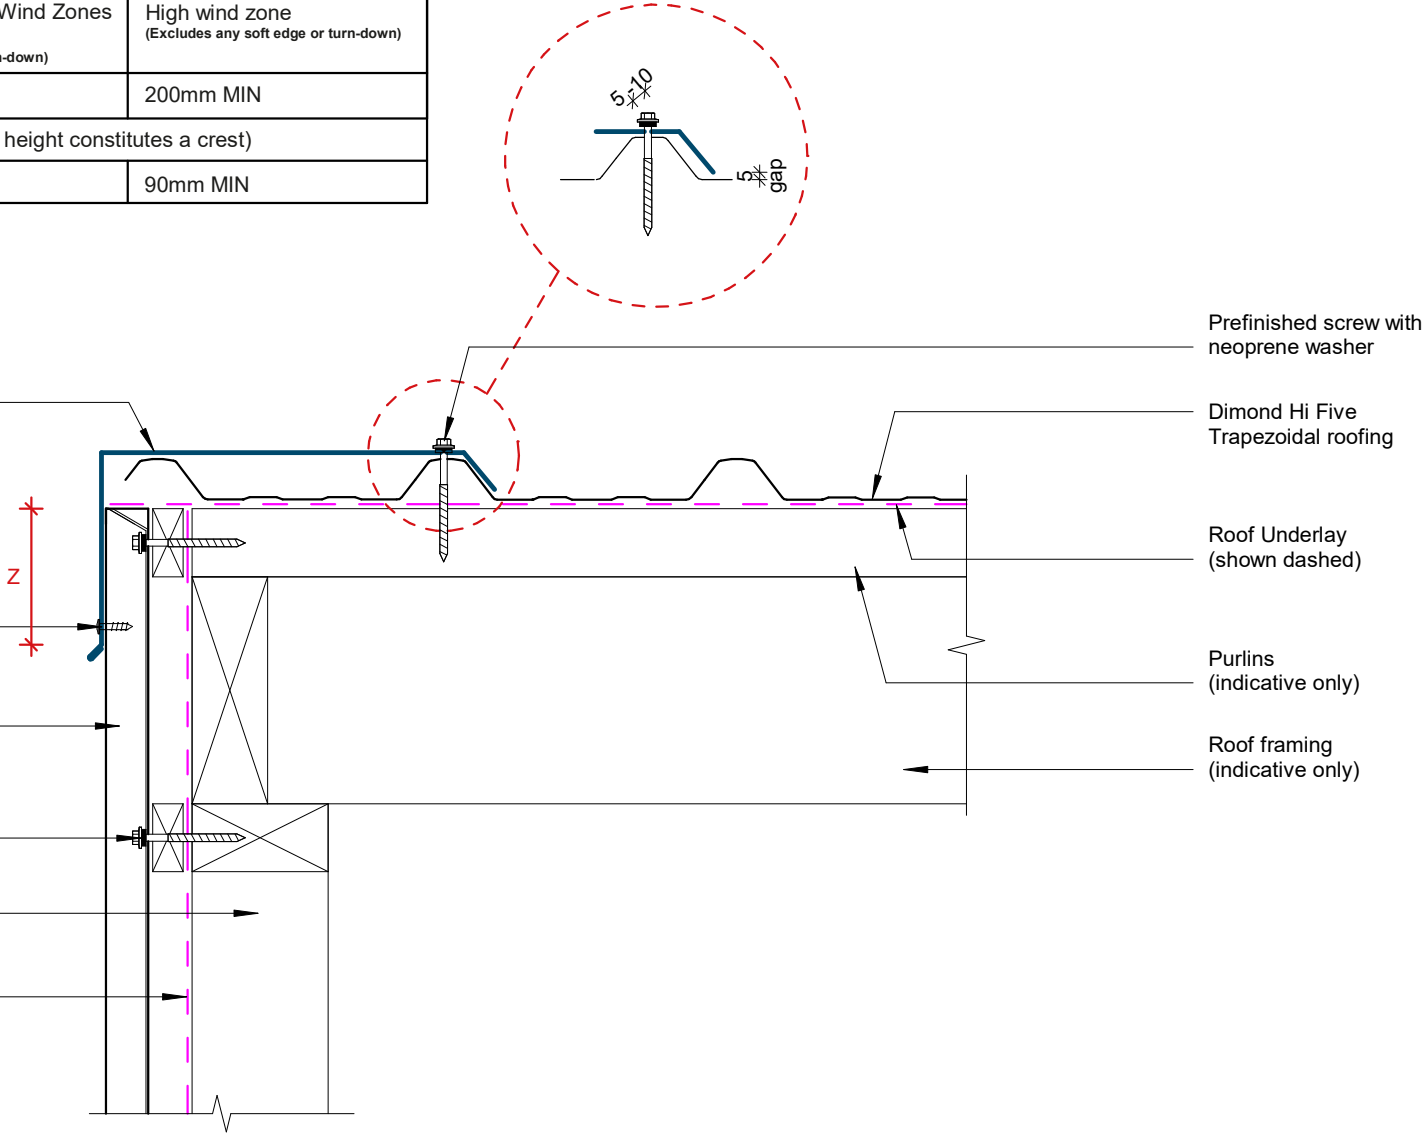 Wind Zones
n-down)
High wind zone
(Excludes any soft edge or turn-down)
200mm MIN
height constitutes a crest)
90mm MIN
5 -10
5
gap
Prefinished screw with
neoprene washer
Dimond Hi Five
Trapezoidal roofing
Roof Underlay
(shown dashed)
Z
Purlins
(indicative only)
Roof framing
(indicative only)